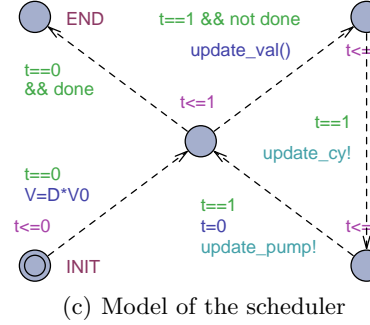 END
t==1 && not done
update_val()
t<=
t==0
&& done
t<=1
t==1
update_cy!
t==0
V=D*V0
t<=0
t==1
t=0
update_pump!
t<=
INIT
(c) Model of the scheduler